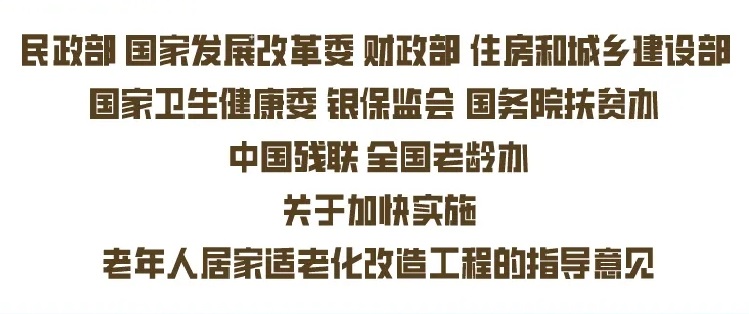 民政部 国家发展改革委 财政部 住房和城乡建设部
国家卫生健康委 银保监会 国务院扶贫办
中国残联 全国老龄办
关于加快实施
老年人居家适老化改造工程的指导意见